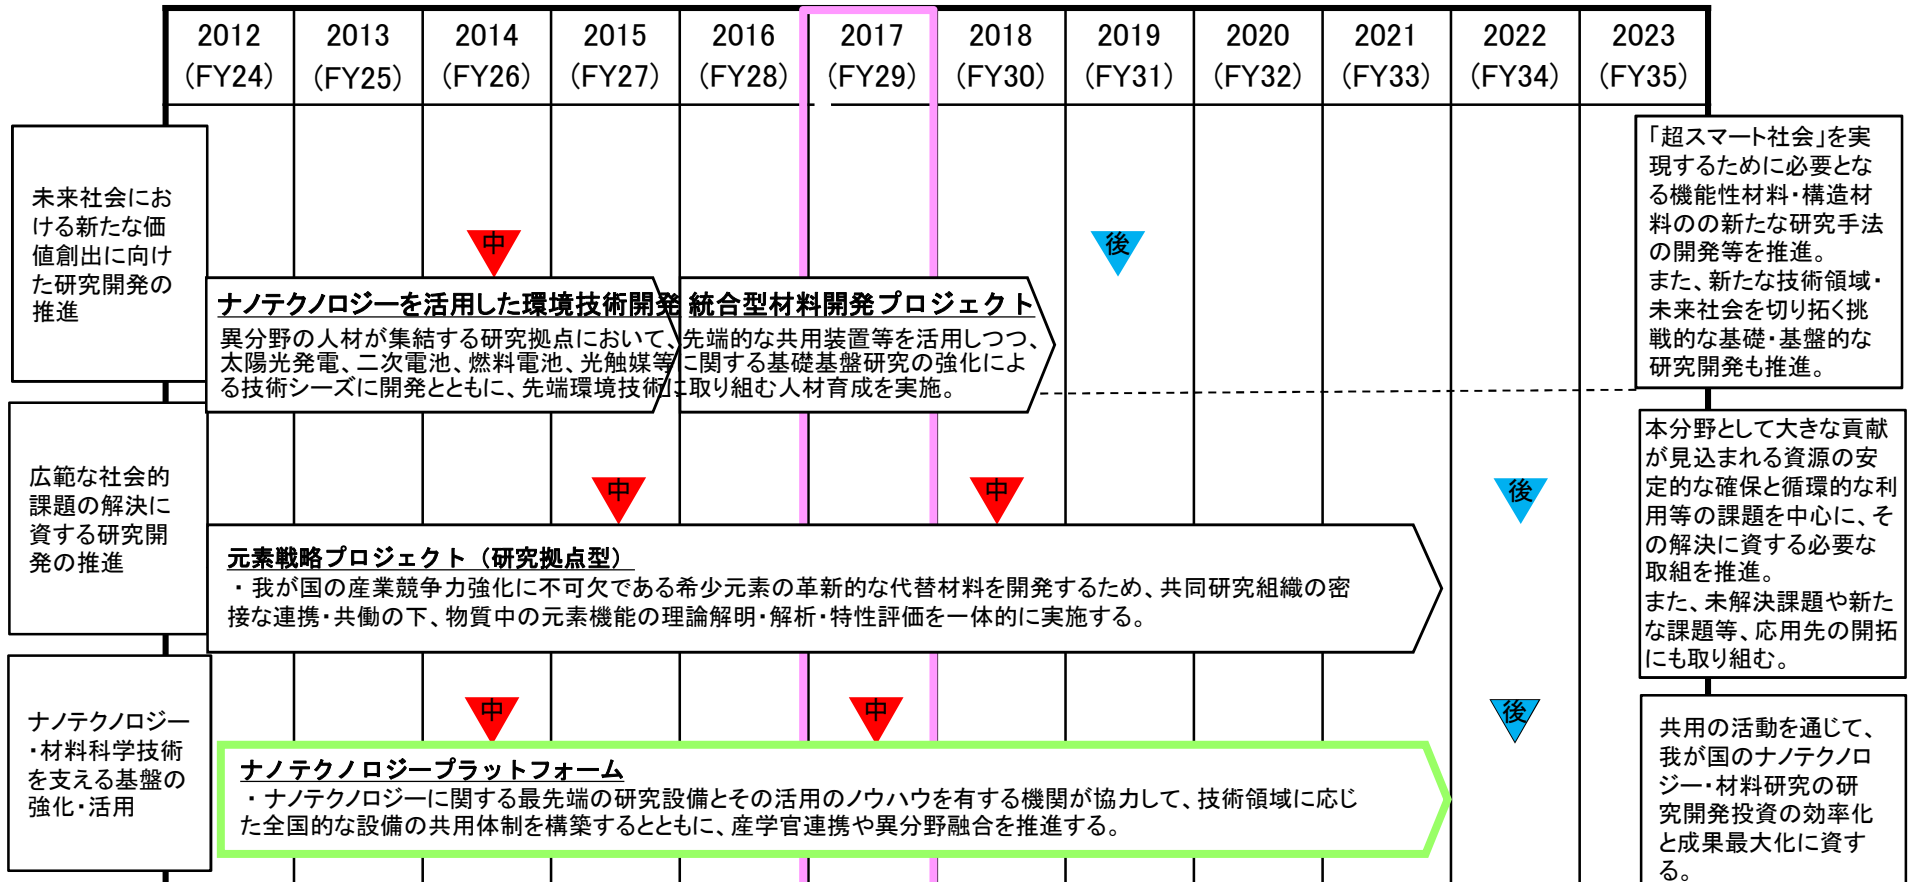 2012 2013 2014 2015 2016 2017 2018 2019 2020 2021 2022 2023
(FY24) (FY25) (FY26) (FY27) (FY28) (FY29) (FY30) (FY31) (FY32) (FY33) (FY34) (FY35)
未来社会にお
ける新たな価
値創出に向け
た研究開発の
推進
中
後
ナノテクノロジーを活用した環境技術開発
統合型材料開発プロジェクト
異分野の人材が集結する研究拠点において、先端的な共用装置等を活用しつつ、
太陽光発電、二次電池、燃料電池、光触媒等に関する基礎基盤研究の強化によ
る技術シーズに開発とともに、先端環境技術に取り組む人材育成を実施。
「超スマート社会」を実
現するために必要とな
る機能性材料・構造材
料のの新たな研究手法
の開発等を推進。
また、新たな技術領域・
未来社会を切り拓く挑
戦的な基礎・基盤的な
研究開発も推進。
広範な社会的
課題の解決に
資する研究開
発の推進
中
中
後
元素戦略プロジェクト（研究拠点型）
・我が国の産業競争力強化に不可欠である希少元素の革新的な代替材料を開発するため、共同研究組織の密
接な連携・共働の下、物質中の元素機能の理論解明・解析・特性評価を一体的に実施する。
本分野として大きな貢献
が見込まれる資源の安
定的な確保と循環的な利
用等の課題を中心に、そ
の解決に資する必要な
取組を推進。
また、未解決課題や新た
な課題等、応用先の開拓
にも取り組む。
ナノテクノロジー
・材料科学技術
を支える基盤の
強化・活用
中
中
後
ナノテクノロジープラットフォーム
・ナノテクノロジーに関する最先端の研究設備とその活用のノウハウを有する機関が協力して、技術領域に応じ
た全国的な設備の共用体制を構築するとともに、産学官連携や異分野融合を推進する。
共用の活動を通じて、
我が国のナノテクノロ
ジー・材料研究の研
究開発投資の効率化
と成果最大化に資す
る。